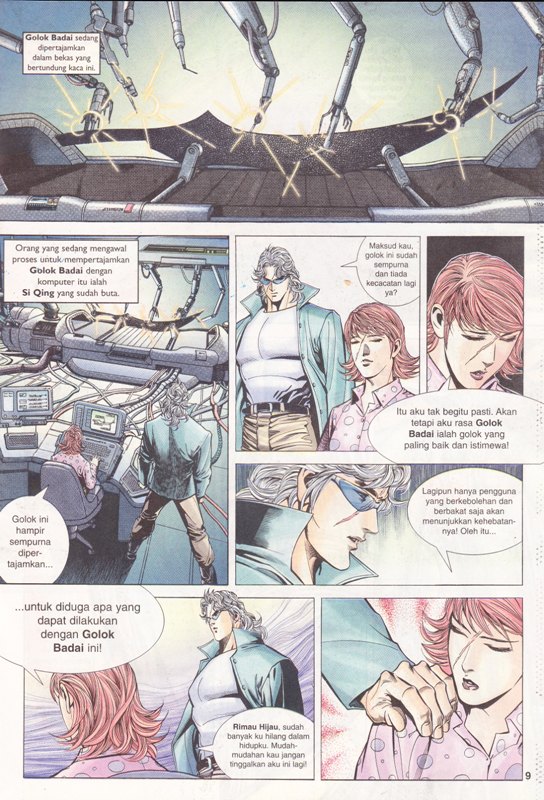 Golok Badai sedang
dipertajamkan
dalam bekas yang
bertundung kaca ini.
Orang yang sedang mengawal
proses untuk mempertajamkan
Golok Badai dengan
komputer itu ialah
Si Qing yang sudah buta.
Golok ini
hampir
sempurna
diper-
tajamkan...
Maksud kau,
golok ini sudah
sempurna
dan tiada
kecacatan lagi
ya?
Itu aku tak begitu pasti. Akan
tetapi aku rasa Golok
Badai ialah golok yang
paling baik dan istimewa!
Lagipun hanya pengguna
yang berkebolehan dan
berbakat saja akan
menunjukkan kehebatan-
nya! Oleh itu...
...untuk diduga apa yang
dapat dilakukan
dengan Golok
Badai ini!
Rimau Hijau, sudah
banyak ku hilang dalam
hidupku. Mudah-
mudahan kau jangan
tinggalkan aku ini lagi!
9